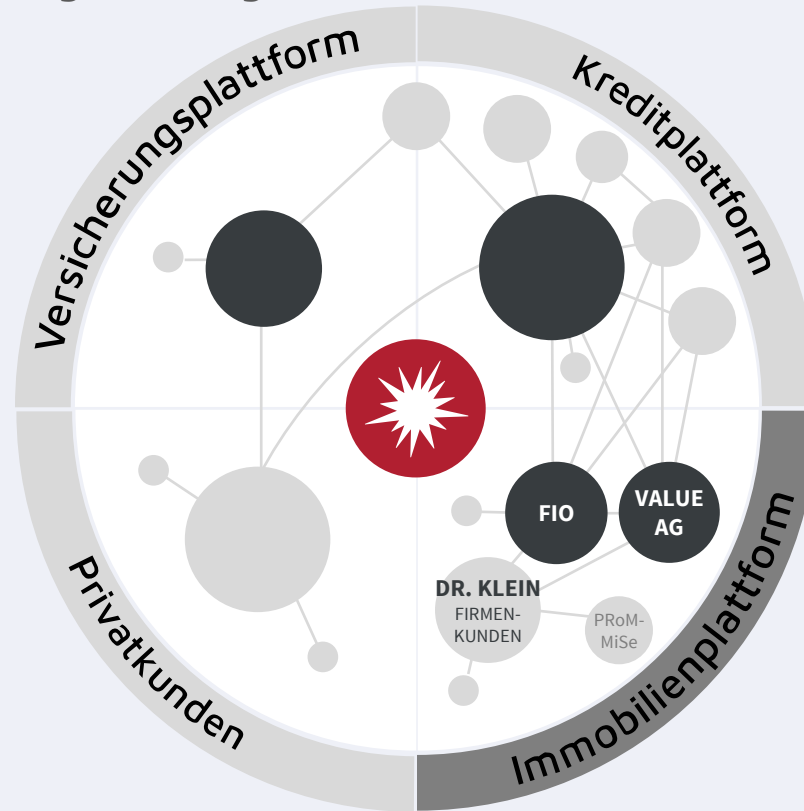 Versicherungsplattform
Kreditplattform
FIO
VALUE
AG
DR. KLEIN
FIRMEN-
KUNDEN
PRoM-
MiSe
Privatkunden
Immobilienplattform